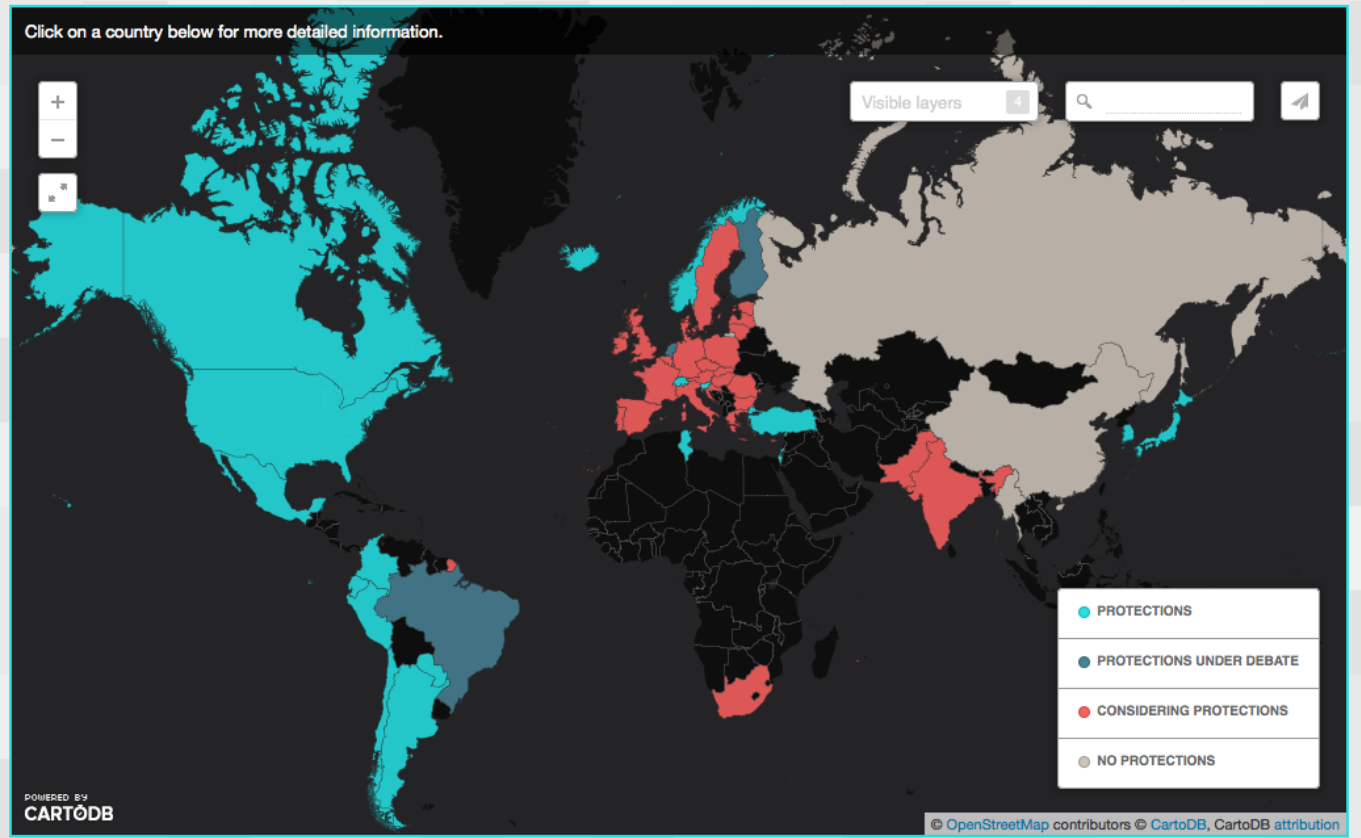 Click on a country below for more detailed information.
+
Visible layers 4
−
PROTECTIONS
PROTECTIONS UNDER DEBATE
CONSIDERING PROTECTIONS
NO PROTECTIONS
POWERED BY
CARTODB
© OpenStreetMap contributors © CartoDB, CartoDB attribution